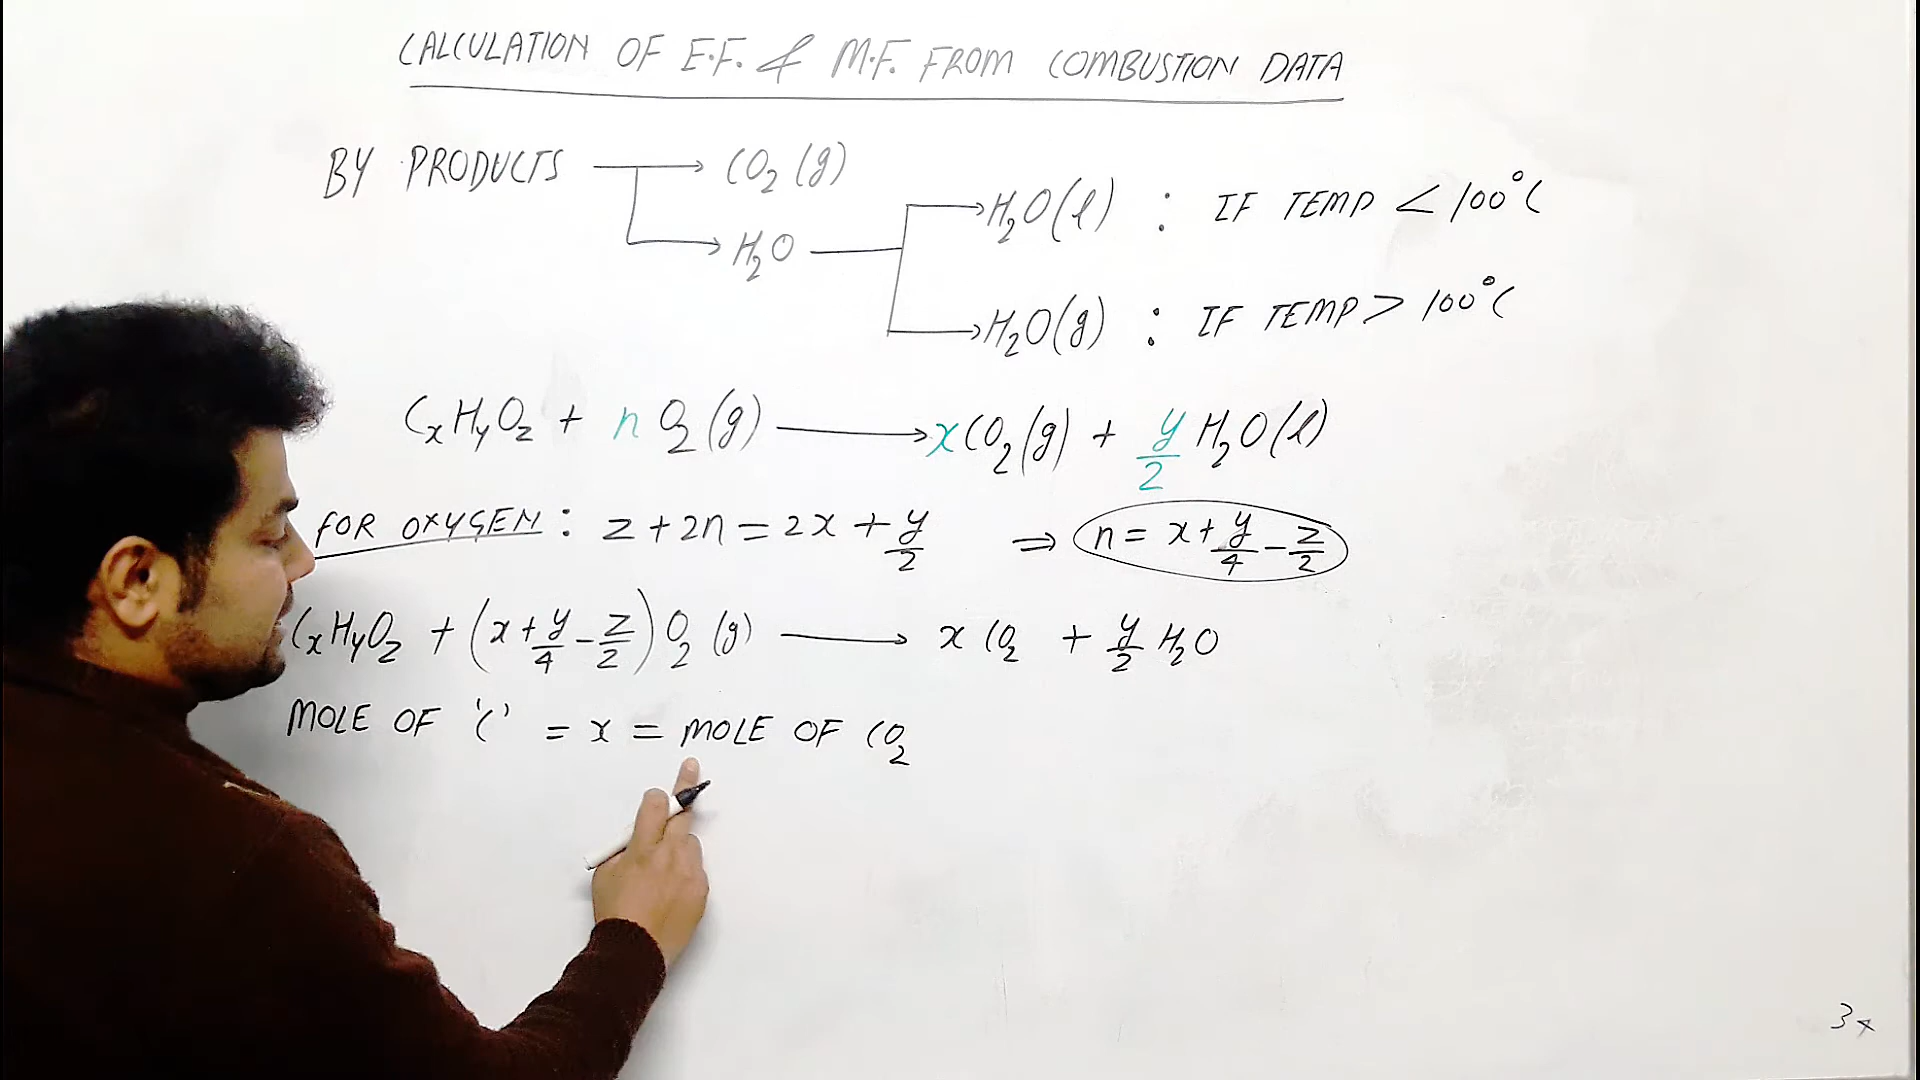 CALCULATION OF E.F. & M.F. FROM COMBUSTION DATA
BY PRODUCTS → CO₂ (g)
→ H₂O → H₂O(l) : IF TEMP < 100°C
→ H₂O(g) : IF TEMP > 100°C
CxHyOz + n O₂ (g) → x CO₂ (g) + y/2 H₂O (l)
FOR OXYGEN : z + 2n = 2x + y/2 ⇒ n = x + y/4 - z/2
CxHyOz + (x + y/4 - z/2) O₂ (g) → x CO₂ + y/2 H₂O
MOLE OF 'C' = x = MOLE OF CO₂